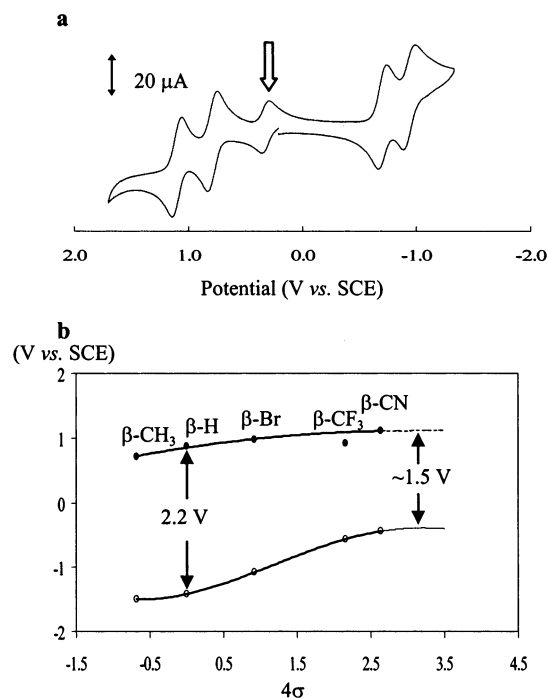 a
20 μA
2.0 1.0 0.0 -1.0 -2.0
Potential (V vs. SCE)
b
(V vs. SCE)
2
β-CH3 β-H β-Br β-CF3 β-CN
1
~1.5 V
0
2.2 V
-1
-2
-1.5 -0.5 0.5 1.5 2.5 3.5 4.5
4σ